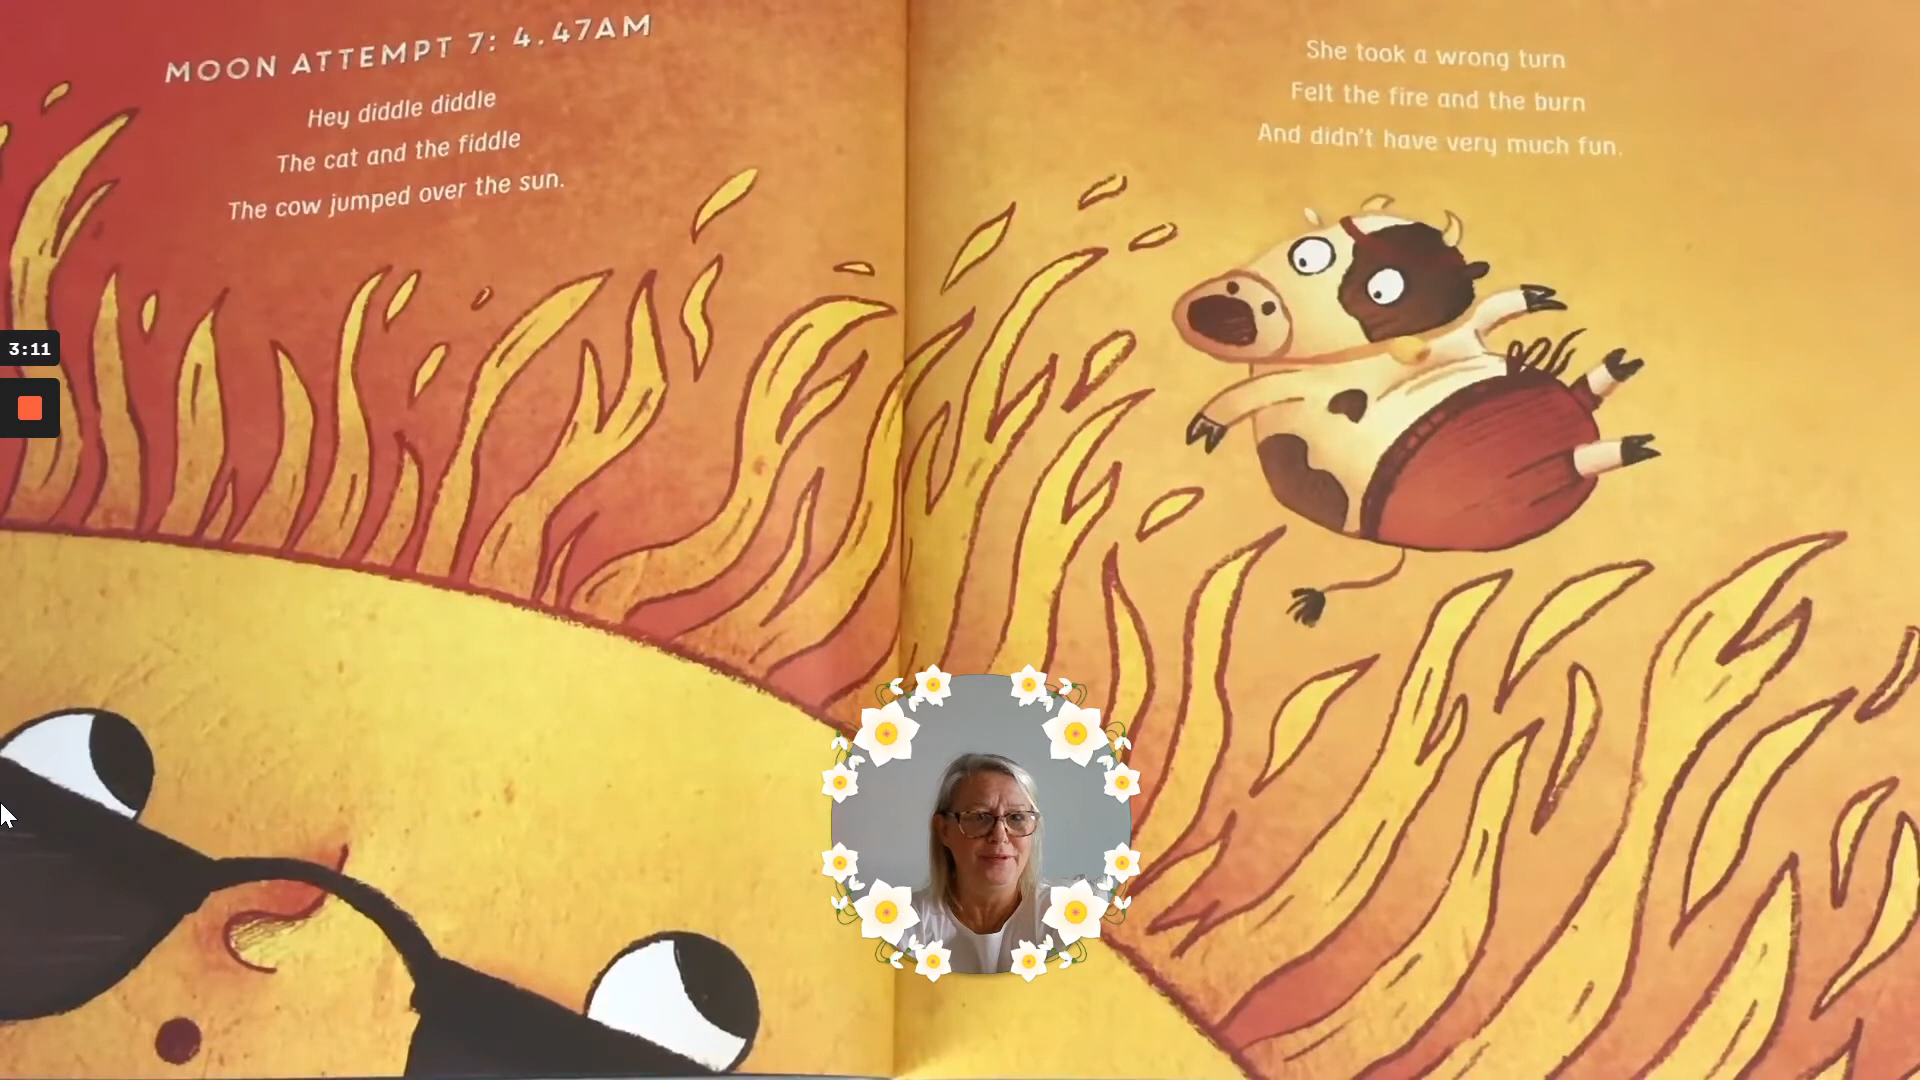 MOON ATTEMPT 7: 4.47AM
Hey diddle diddle
The cat and the fiddle
The cow jumped over the sun.
She took a wrong turn
Felt the fire and the burn
And didn't have very much fun.
3:11